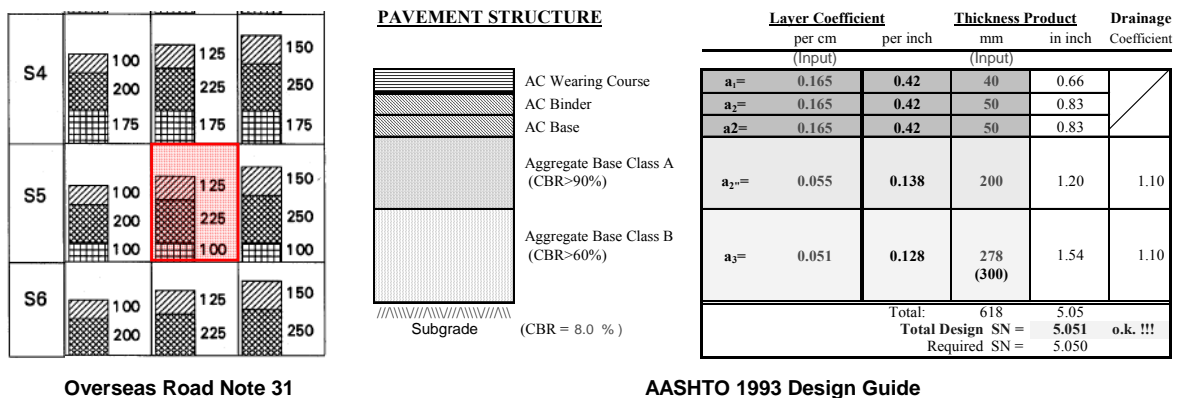 S4
100 200 175
125 225 175
150 250 175
S5
100 200 100
125 225 100
150 250 100
S6
100 200
125 225
150 250
Overseas Road Note 31
PAVEMENT STRUCTURE
AC Wearing Course
AC Binder
AC Base
Aggregate Base Class A
(CBR>90%)
Aggregate Base Class B
(CBR>60%)
Subgrade (CBR = 8.0 % )
Layer Coefficient Thickness Product Drainage
per cm per inch mm in inch Coefficient
(Input) (Input)
a₁= 0.165 0.42 40 0.66
a₂= 0.165 0.42 50 0.83
a2= 0.165 0.42 50 0.83
a₂"= 0.055 0.138 200 1.20 1.10
a₃= 0.051 0.128 278 1.54 1.10
(300)
Total: 618 5.05
Total Design SN = 5.051 o.k. !!!
Required SN = 5.050
AASHTO 1993 Design Guide